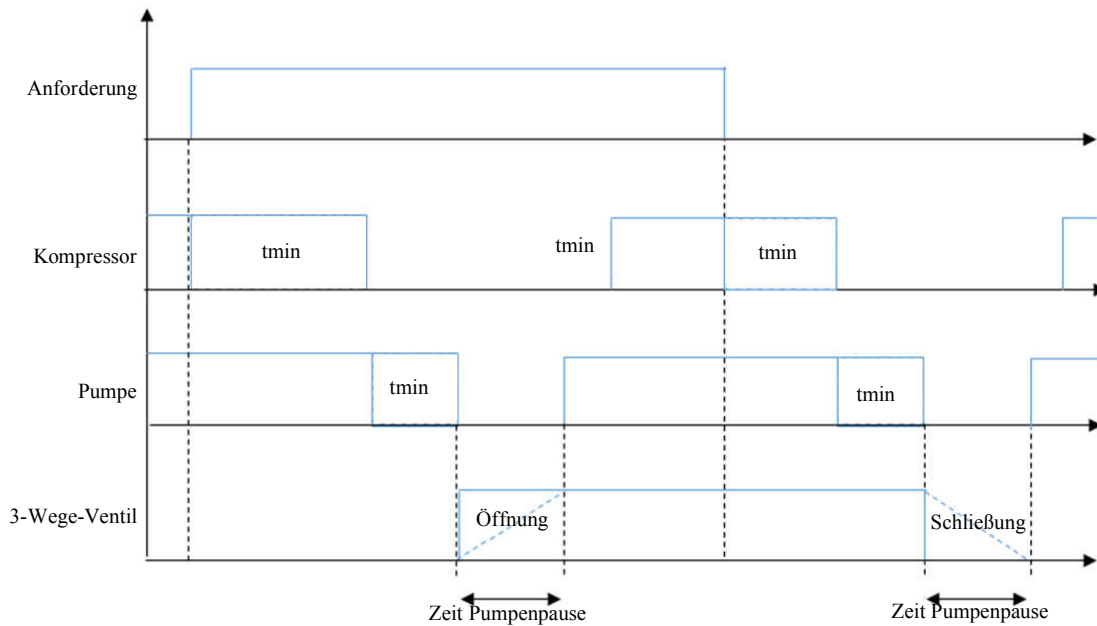 Anforderung
Kompressor
tmin
tmin
tmin
Pumpe
tmin
tmin
3-Wege-Ventil
Öffnung
Schließung
Zeit Pumpenpause
Zeit Pumpenpause